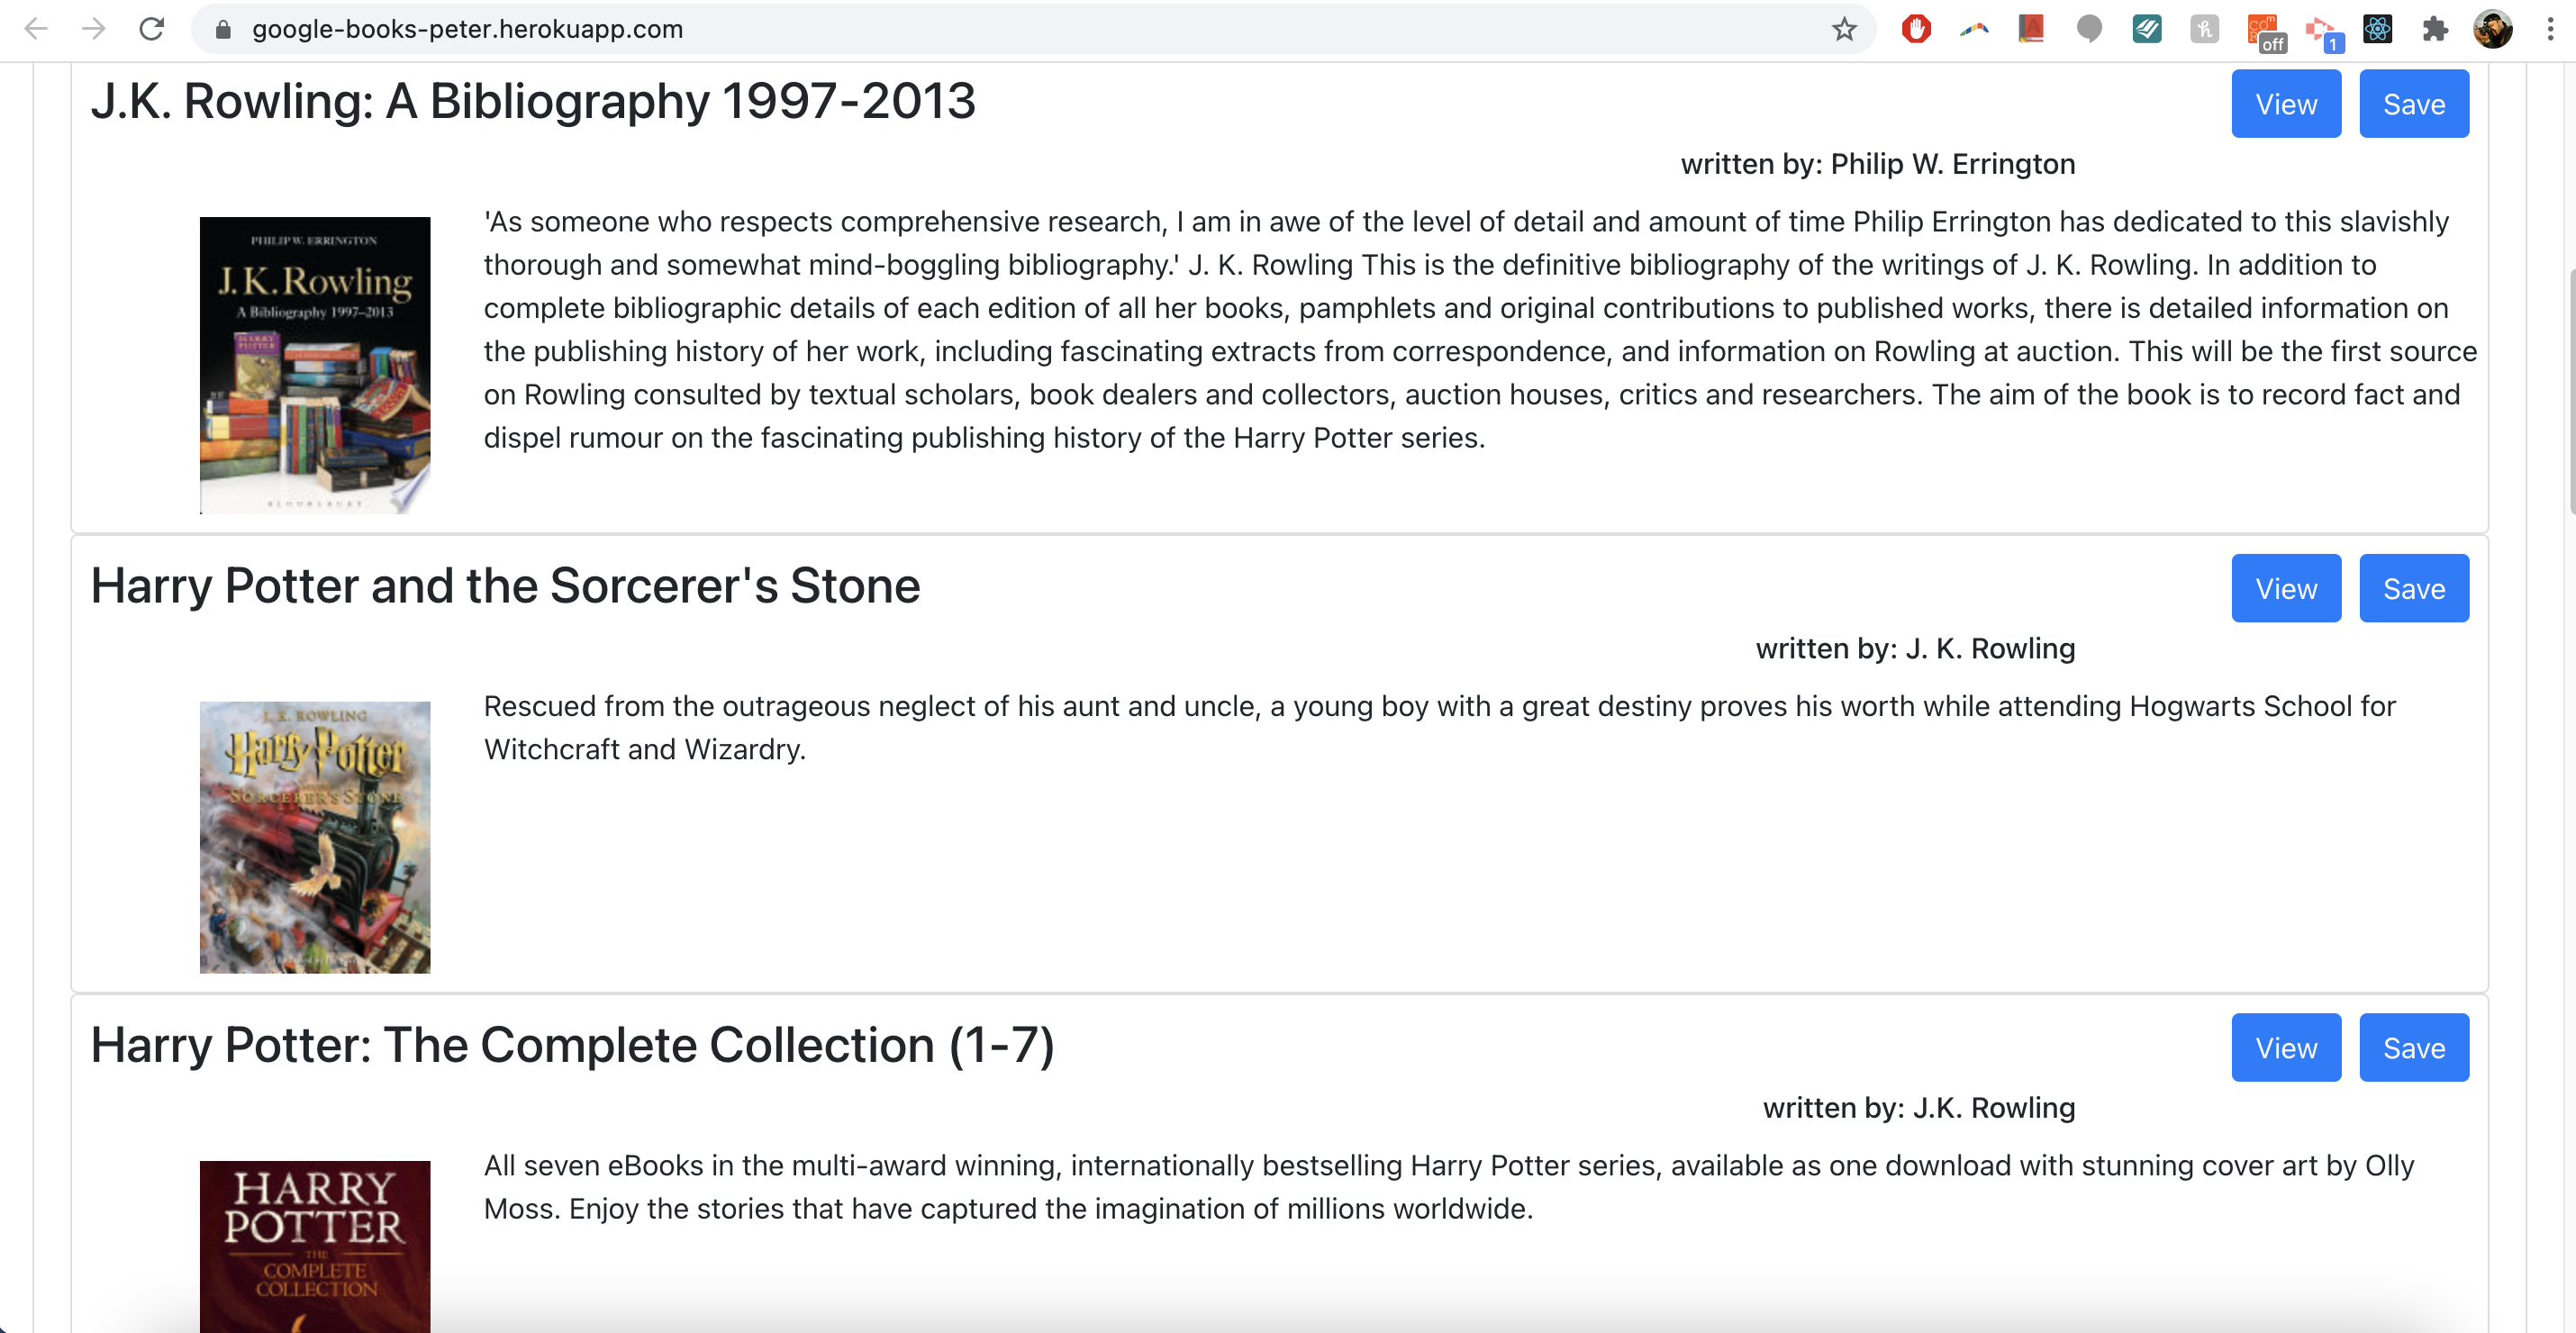 google-books-peter.herokuapp.com
off
1
J.K. Rowling: A Bibliography 1997-2013
View
Save
written by: Philip W. Errington
PHILIP W. ERRINGTON
J.K.Rowling
A Bibliography 1997–2013
HARRY
POTTER
BLOOMSBURY
'As someone who respects comprehensive research, I am in awe of the level of detail and amount of time Philip Errington has dedicated to this slavishly
thorough and somewhat mind-boggling bibliography.' J. K. Rowling This is the definitive bibliography of the writings of J. K. Rowling. In addition to
complete bibliographic details of each edition of all her books, pamphlets and original contributions to published works, there is detailed information on
the publishing history of her work, including fascinating extracts from correspondence, and information on Rowling at auction. This will be the first source
on Rowling consulted by textual scholars, book dealers and collectors, auction houses, critics and researchers. The aim of the book is to record fact and
dispel rumour on the fascinating publishing history of the Harry Potter series.
Harry Potter and the Sorcerer's Stone
View
Save
written by: J. K. Rowling
J. K. ROWLING
Harry Potter
SORCERER'S STONE
Rescued from the outrageous neglect of his aunt and uncle, a young boy with a great destiny proves his worth while attending Hogwarts School for
Witchcraft and Wizardry.
Harry Potter: The Complete Collection (1-7)
View
Save
written by: J.K. Rowling
HARRY
POTTER
THE
COMPLETE
COLLECTION
All seven eBooks in the multi-award winning, internationally bestselling Harry Potter series, available as one download with stunning cover art by Olly
Moss. Enjoy the stories that have captured the imagination of millions worldwide.